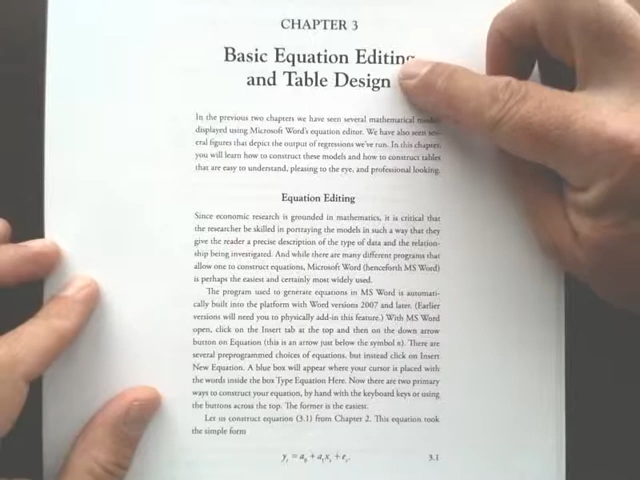 CHAPTER 3
Basic Equation Editing
and Table Design
In the previous two chapters we have seen several mathematical models
displayed using Microsoft Word's equation editor. We have also seen sev-
eral figures that depict the output of regressions we've run. In this chapter,
you will learn how to construct these models and how to construct tables
that are easy to understand, pleasing to the eye, and professional looking.
Equation Editing
Since economic research is grounded in mathematics, it is critical that
the researcher be skilled in portraying the models in such a way that they
give the reader a precise description of the type of data and the relation-
ship being investigated. And while there are many different programs that
allow one to construct equations, Microsoft Word (henceforth MS Word)
is perhaps the easiest and certainly most widely used.
The program used to generate equations in MS Word is automati-
cally built into the platform with Word versions 2007 and later. (Earlier
versions will need you to physically add-in this feature.) With MS Word
open, click on the Insert tab at the top and then on the down arrow
button on Equation (this is an arrow just below the symbol π). There are
several preprogrammed choices of equations, but instead click on Insert
New Equation. A blue box will appear where your cursor is placed with
the words inside the box Type Equation Here. Now there are two primary
ways to construct your equation, by hand with the keyboard keys or using
the buttons across the top. The former is the easiest.
Let us construct equation (3.1) from Chapter 2. This equation took
the simple form
yₜ = a₀ + a₁xₜ + eₜ. 3.1